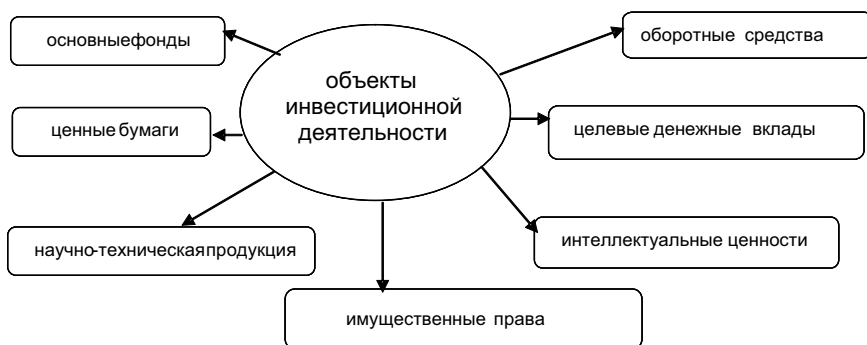 основныефонды
оборотные средства
объекты
инвестиционной
деятельности
ценные бумаги
целевые денежные вклады
научно-техническаяпродукция
интеллектуальные ценности
имущественные права